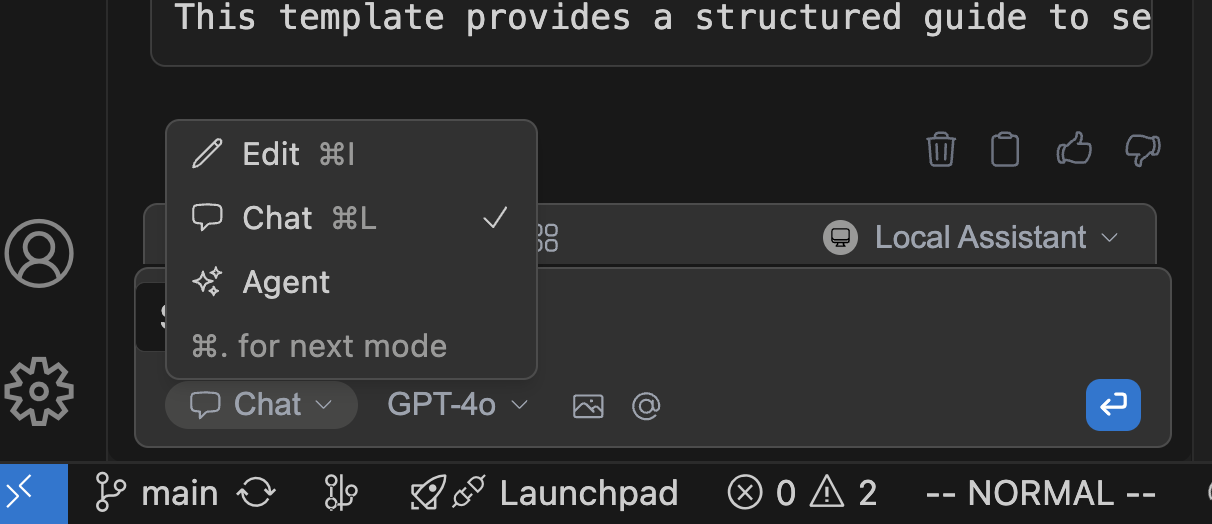 This template provides a structured guide to se
Edit ⌘I
Chat ⌘L
Agent
⌘. for next mode
Local Assistant
Chat
GPT-4o
main
Launchpad
0
2
-- NORMAL --